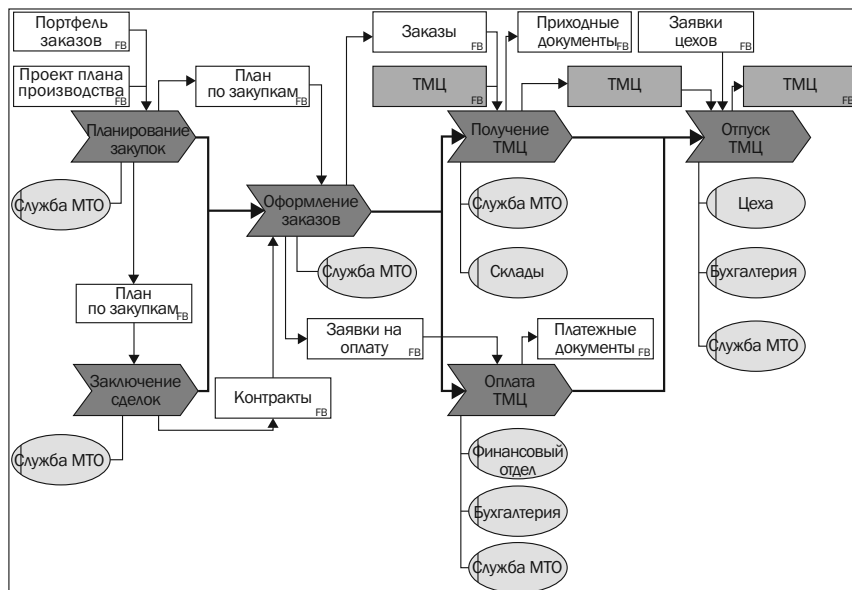 Портфель
заказов
FB
Проект плана
производства
FB
Планирование
закупок
Служба МТО
План
по закупкам
FB
План
по закупкам
FB
Заключение
сделок
Служба МТО
Контракты
FB
Оформление
заказов
Служба МТО
Заявки на
оплату
FB
Заказы
FB
ТМЦ
FB
Приходные
документы
FB
Получение
ТМЦ
Служба МТО
Склады
ТМЦ
Заявки
цехов
FB
ТМЦ
FB
Отпуск
ТМЦ
Цеха
Бухгалтерия
Служба МТО
Платежные
документы
FB
Оплата
ТМЦ
Финансовый
отдел
Бухгалтерия
Служба МТО